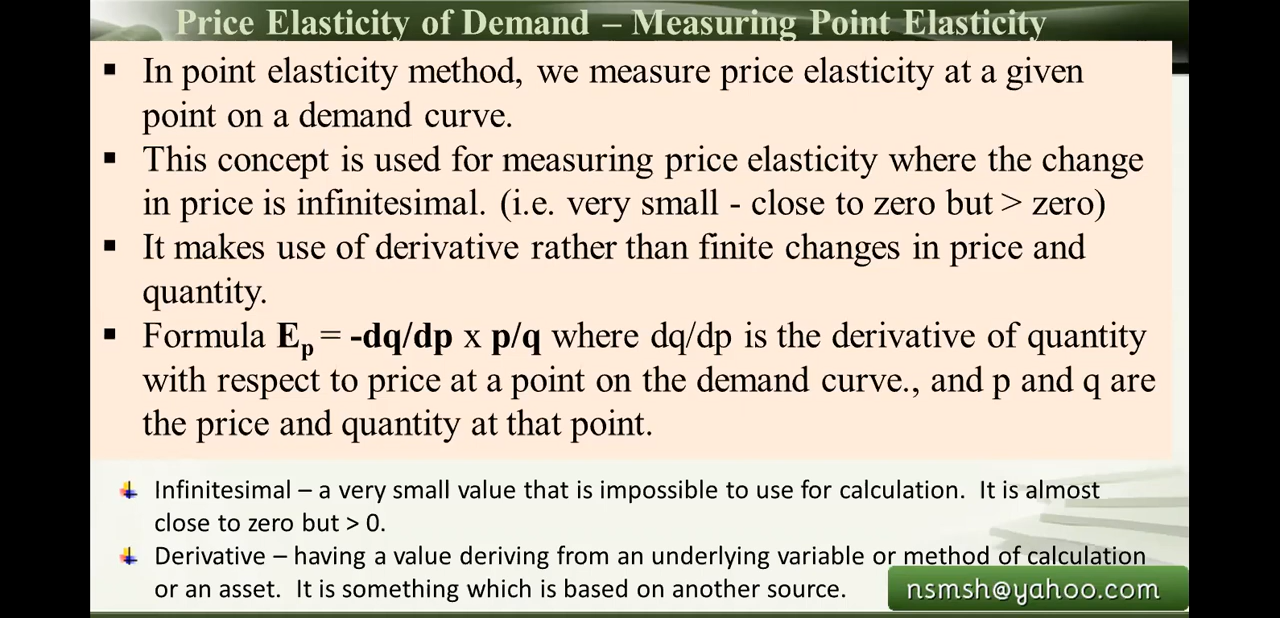 Price Elasticity of Demand – Measuring Point Elasticity
▪ In point elasticity method, we measure price elasticity at a given
point on a demand curve.
▪ This concept is used for measuring price elasticity where the change
in price is infinitesimal. (i.e. very small - close to zero but > zero)
▪ It makes use of derivative rather than finite changes in price and
quantity.
▪ Formula Ep = -dq/dp x p/q where dq/dp is the derivative of quantity
with respect to price at a point on the demand curve., and p and q are
the price and quantity at that point.
Infinitesimal – a very small value that is impossible to use for calculation. It is almost
close to zero but > 0.
Derivative – having a value deriving from an underlying variable or method of calculation
or an asset. It is something which is based on another source.
nsmsh@yahoo.com